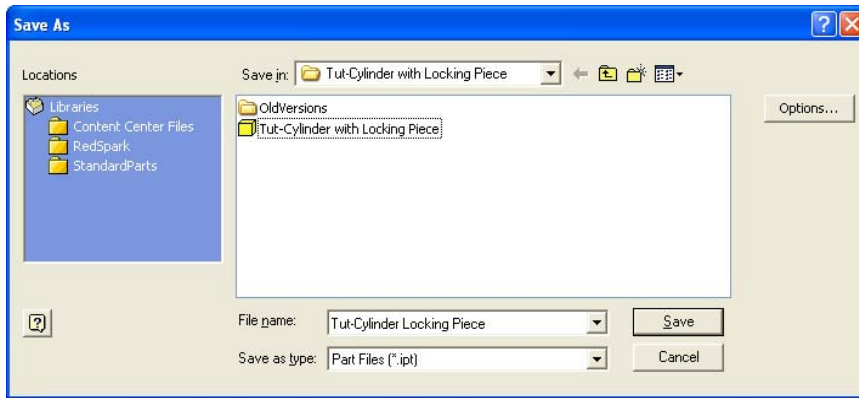 Save As
Locations
Save in: Tut-Cylinder with Locking Piece
Libraries
Content Center Files
RedSpark
StandardParts
OldVersions
Tut-Cylinder with Locking Piece
Options...
File name: Tut-Cylinder Locking Piece
Save
Save as type: Part Files (*.ipt)
Cancel